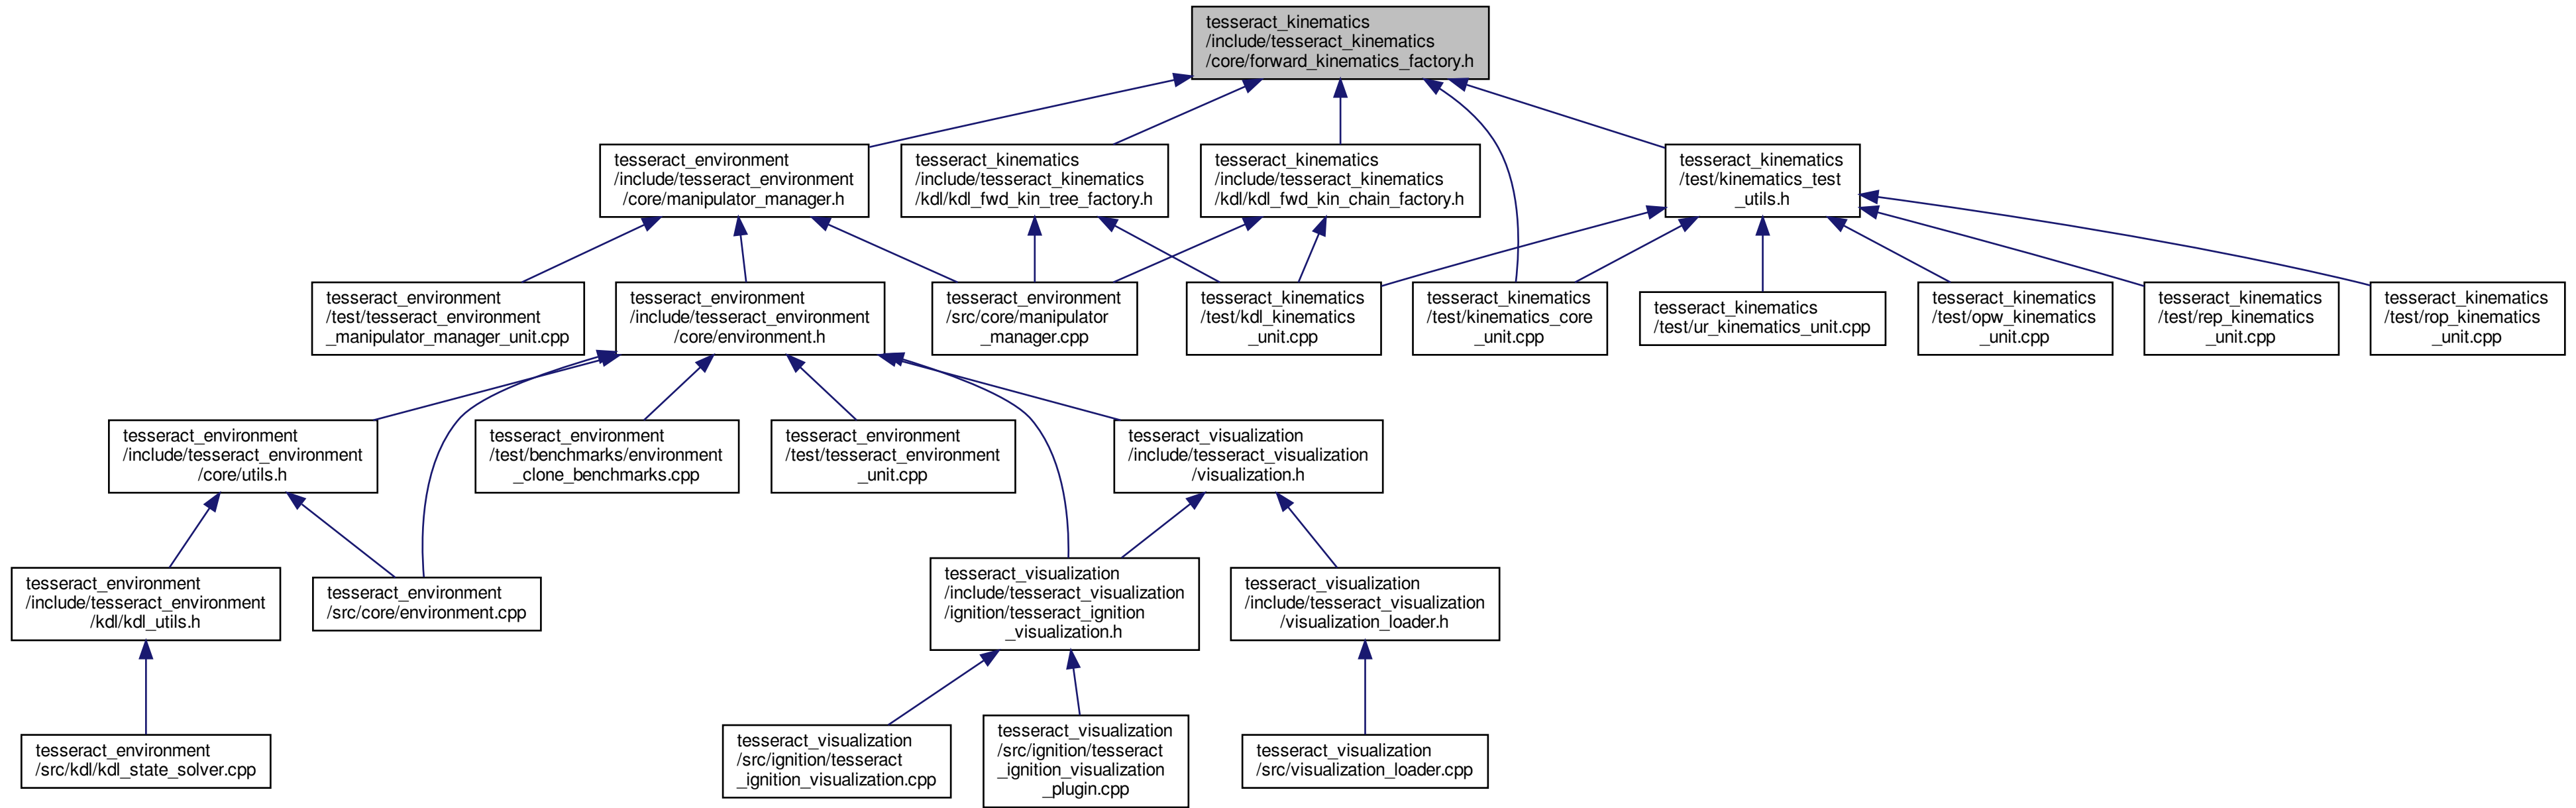 tesseract_kinematics
/include/tesseract_kinematics
/core/forward_kinematics_factory.h
tesseract_environment
/include/tesseract_environment
/core/manipulator_manager.h
tesseract_kinematics
/include/tesseract_kinematics
/kdl/kdl_fwd_kin_tree_factory.h
tesseract_kinematics
/include/tesseract_kinematics
/kdl/kdl_fwd_kin_chain_factory.h
tesseract_kinematics
/test/kinematics_test
_utils.h
tesseract_environment
/test/tesseract_environment
_manipulator_manager_unit.cpp
tesseract_environment
/include/tesseract_environment
/core/environment.h
tesseract_environment
/src/core/manipulator
_manager.cpp
tesseract_kinematics
/test/kdl_kinematics
_unit.cpp
tesseract_kinematics
/test/kinematics_core
_unit.cpp
tesseract_kinematics
/test/ur_kinematics_unit.cpp
tesseract_kinematics
/test/opw_kinematics
_unit.cpp
tesseract_kinematics
/test/rep_kinematics
_unit.cpp
tesseract_kinematics
/test/rop_kinematics
_unit.cpp
tesseract_environment
/include/tesseract_environment
/core/utils.h
tesseract_environment
/test/benchmarks/environment
_clone_benchmarks.cpp
tesseract_environment
/test/tesseract_environment
_unit.cpp
tesseract_visualization
/include/tesseract_visualization
/visualization.h
tesseract_environment
/include/tesseract_environment
/kdl/kdl_utils.h
tesseract_environment
/src/core/environment.cpp
tesseract_visualization
/include/tesseract_visualization
/ignition/tesseract_ignition
_visualization.h
tesseract_visualization
/include/tesseract_visualization
/visualization_loader.h
tesseract_environment
/src/kdl/kdl_state_solver.cpp
tesseract_visualization
/src/ignition/tesseract
_ignition_visualization.cpp
tesseract_visualization
/src/ignition/tesseract
_ignition_visualization
_plugin.cpp
tesseract_visualization
/src/visualization_loader.cpp